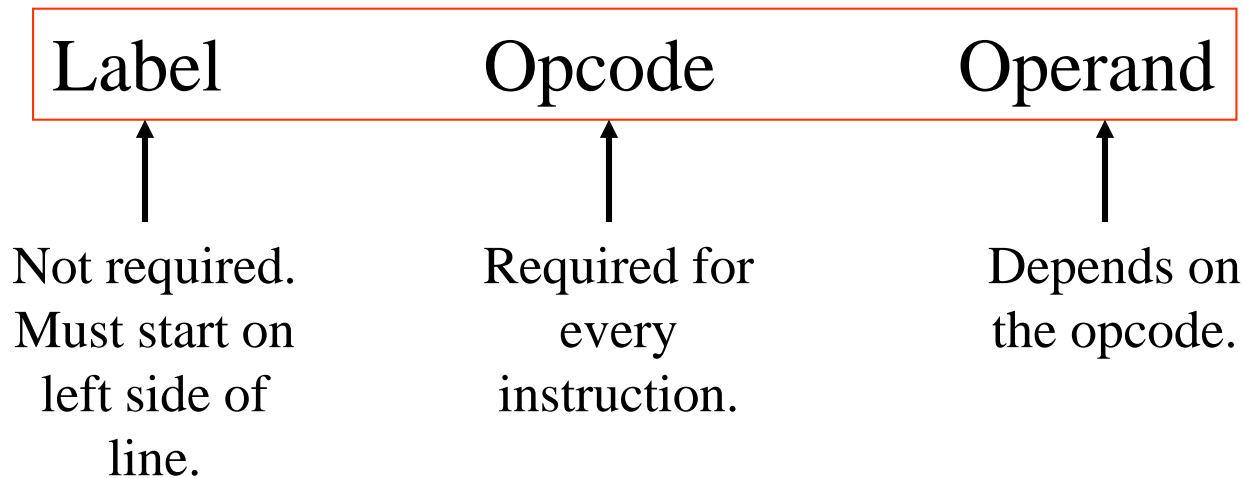 Label Opcode Operand
Not required.
Must start on
left side of
line.
Required for
every
instruction.
Depends on
the opcode.